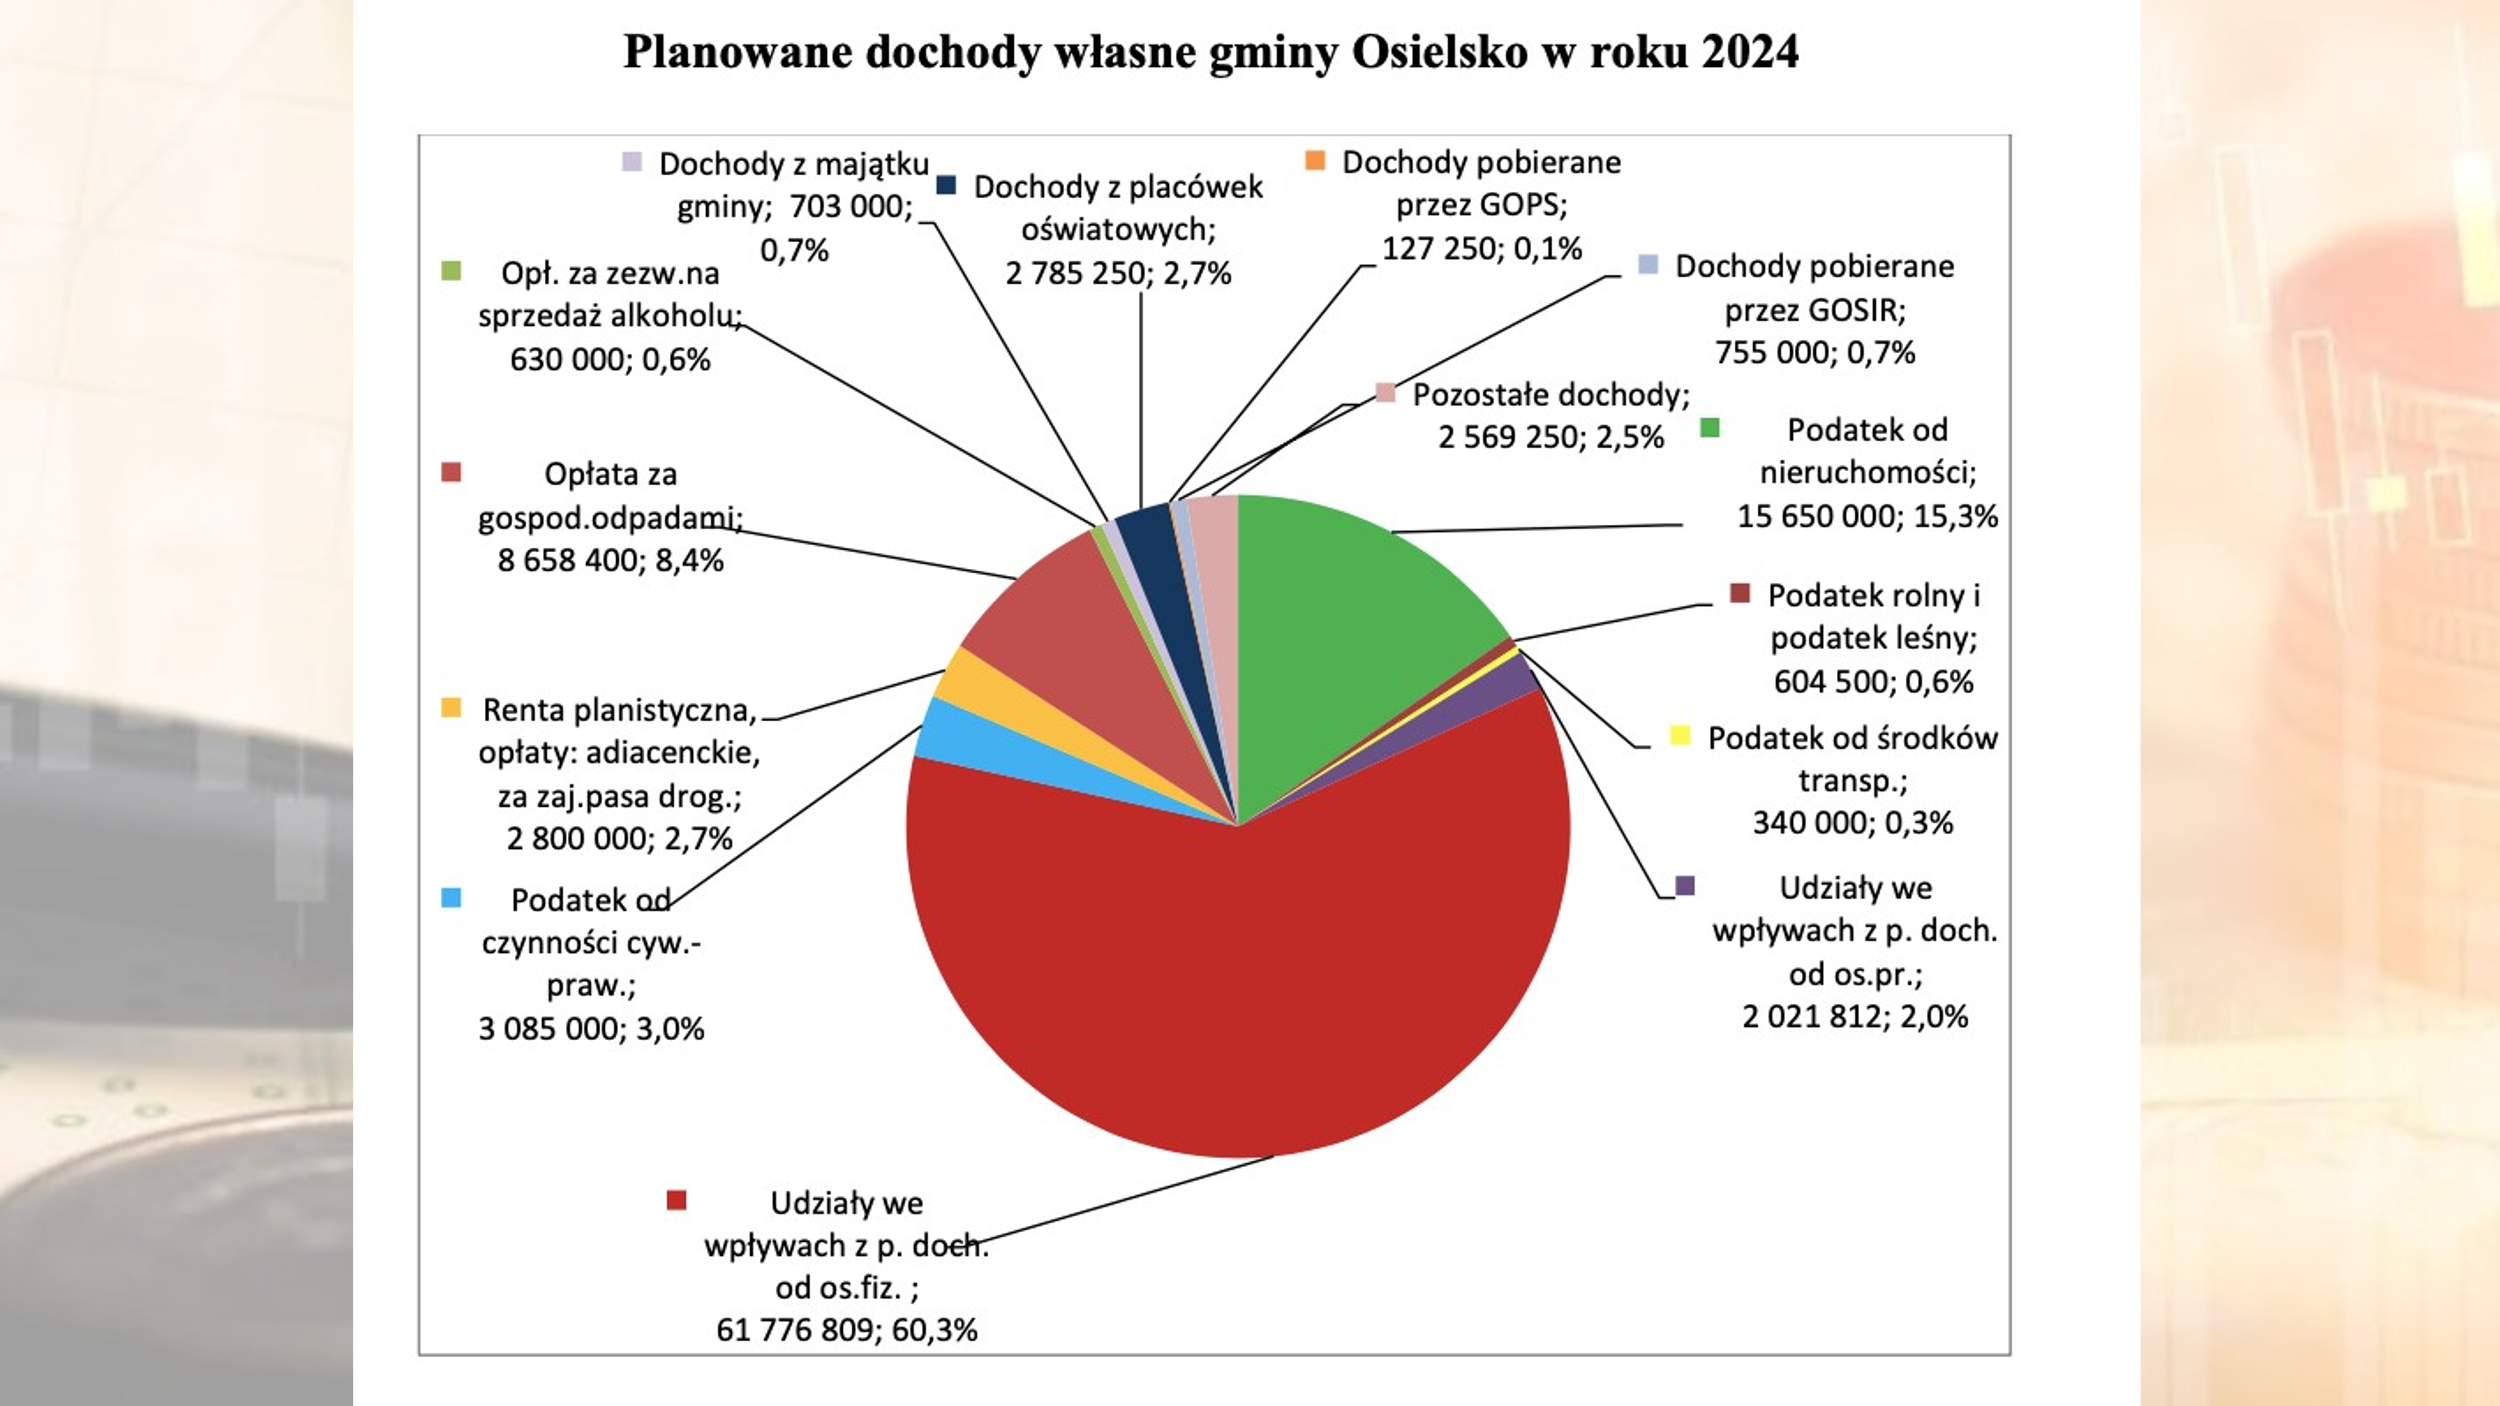 Planowane dochody własne gminy Osielsko w roku 2024
Dochody z majątku
gminy; 703 000;
0,7%
Dochody z placówek
oświatowych;
2 785 250; 2,7%
Dochody pobierane
przez GOPS;
127 250; 0,1%
Dochody pobierane
przez GOSIR;
755 000; 0,7%
Opł. za zezw.na
sprzedaż alkoholu;
630 000; 0,6%
Pozostałe dochody;
2 569 250; 2,5%
Podatek od
nieruchomości;
15 650 000; 15,3%
Opłata za
gospod.odpadami;
8 658 400; 8,4%
Podatek rolny i
podatek leśny;
604 500; 0,6%
Renta planistyczna,
opłaty: adiacenckie,
za zaj.pasa drog.;
2 800 000; 2,7%
Podatek od środków
transp.;
340 000; 0,3%
Podatek od
czynności cyw.-
praw.;
3 085 000; 3,0%
Udziały we
wpływach z p. doch.
od os.pr.;
2 021 812; 2,0%
Udziały we
wpływach z p. doch.
od os.fiz. ;
61 776 809; 60,3%